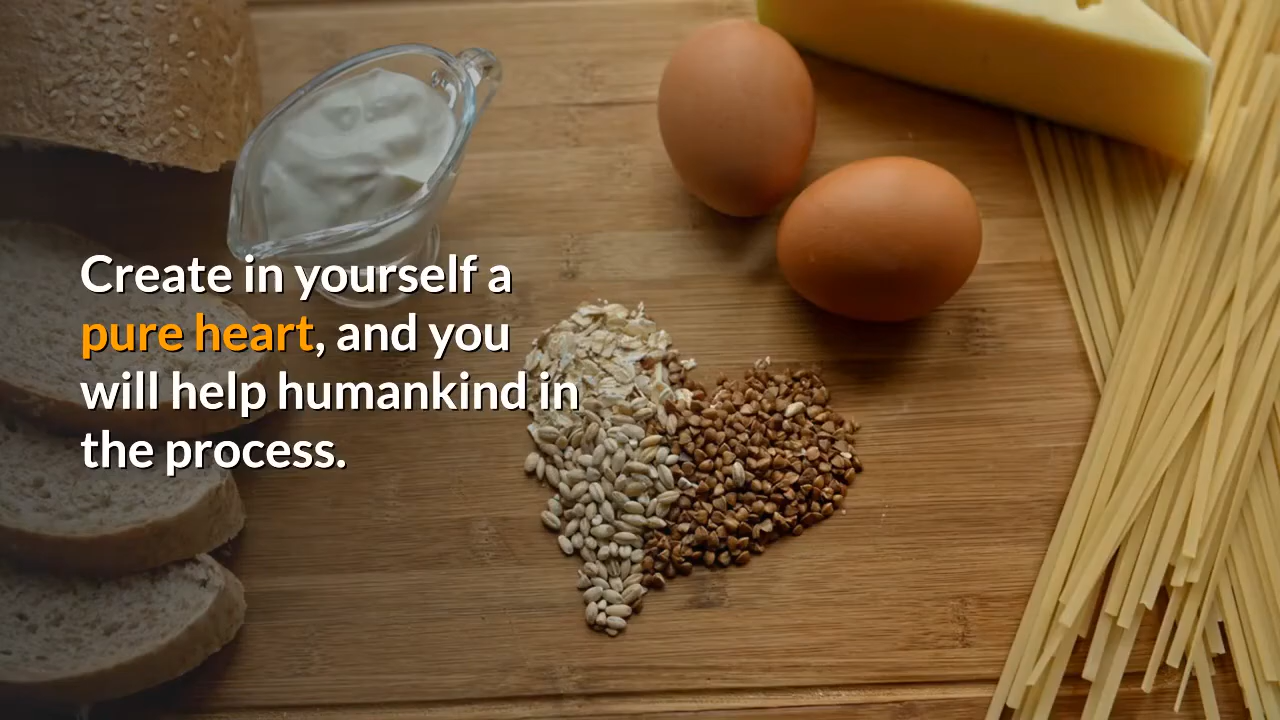 Create in yourself a
pure heart, and you
will help humankind in
the process.